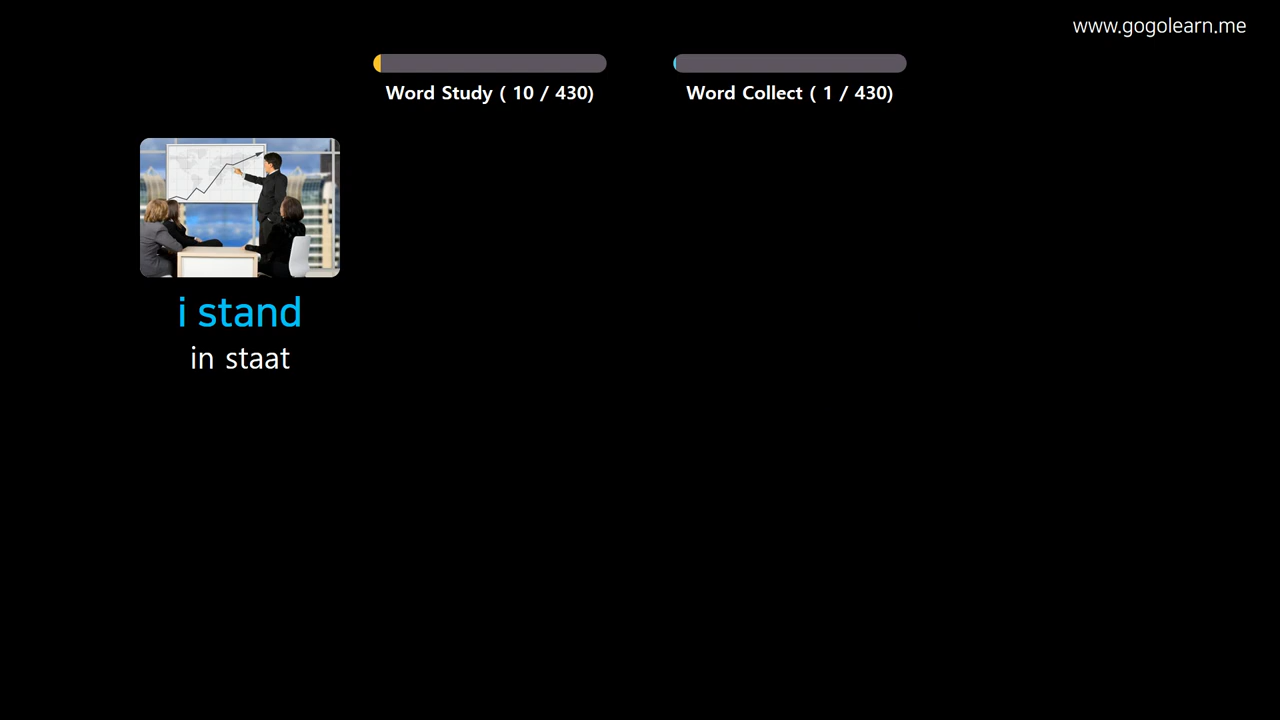 www.gogolearn.me
Word Study ( 10 / 430)
Word Collect ( 1 / 430)
i stand
in staat